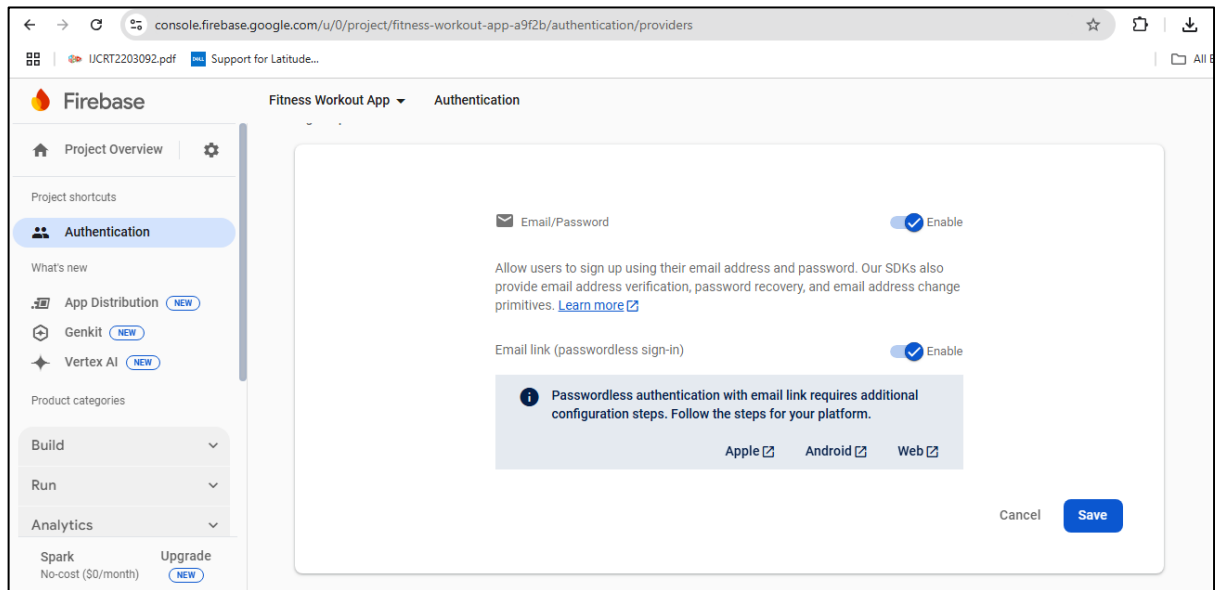 console.firebase.google.com/u/0/project/fitness-workout-app-a9f2b/authentication/providers
IJCRT2203092.pdf
DELL
Support for Latitude...
All B
Firebase
Fitness Workout App
Authentication
Project Overview
Project shortcuts
Authentication
What's new
App Distribution NEW
Genkit NEW
Vertex AI NEW
Product categories
Build
Run
Analytics
Spark
No-cost ($0/month)
Upgrade
NEW
Email/Password
Enable
Allow users to sign up using their email address and password. Our SDKs also
provide email address verification, password recovery, and email address change
primitives. Learn more
Email link (passwordless sign-in)
Enable
Passwordless authentication with email link requires additional
configuration steps. Follow the steps for your platform.
Apple
Android
Web
Cancel
Save